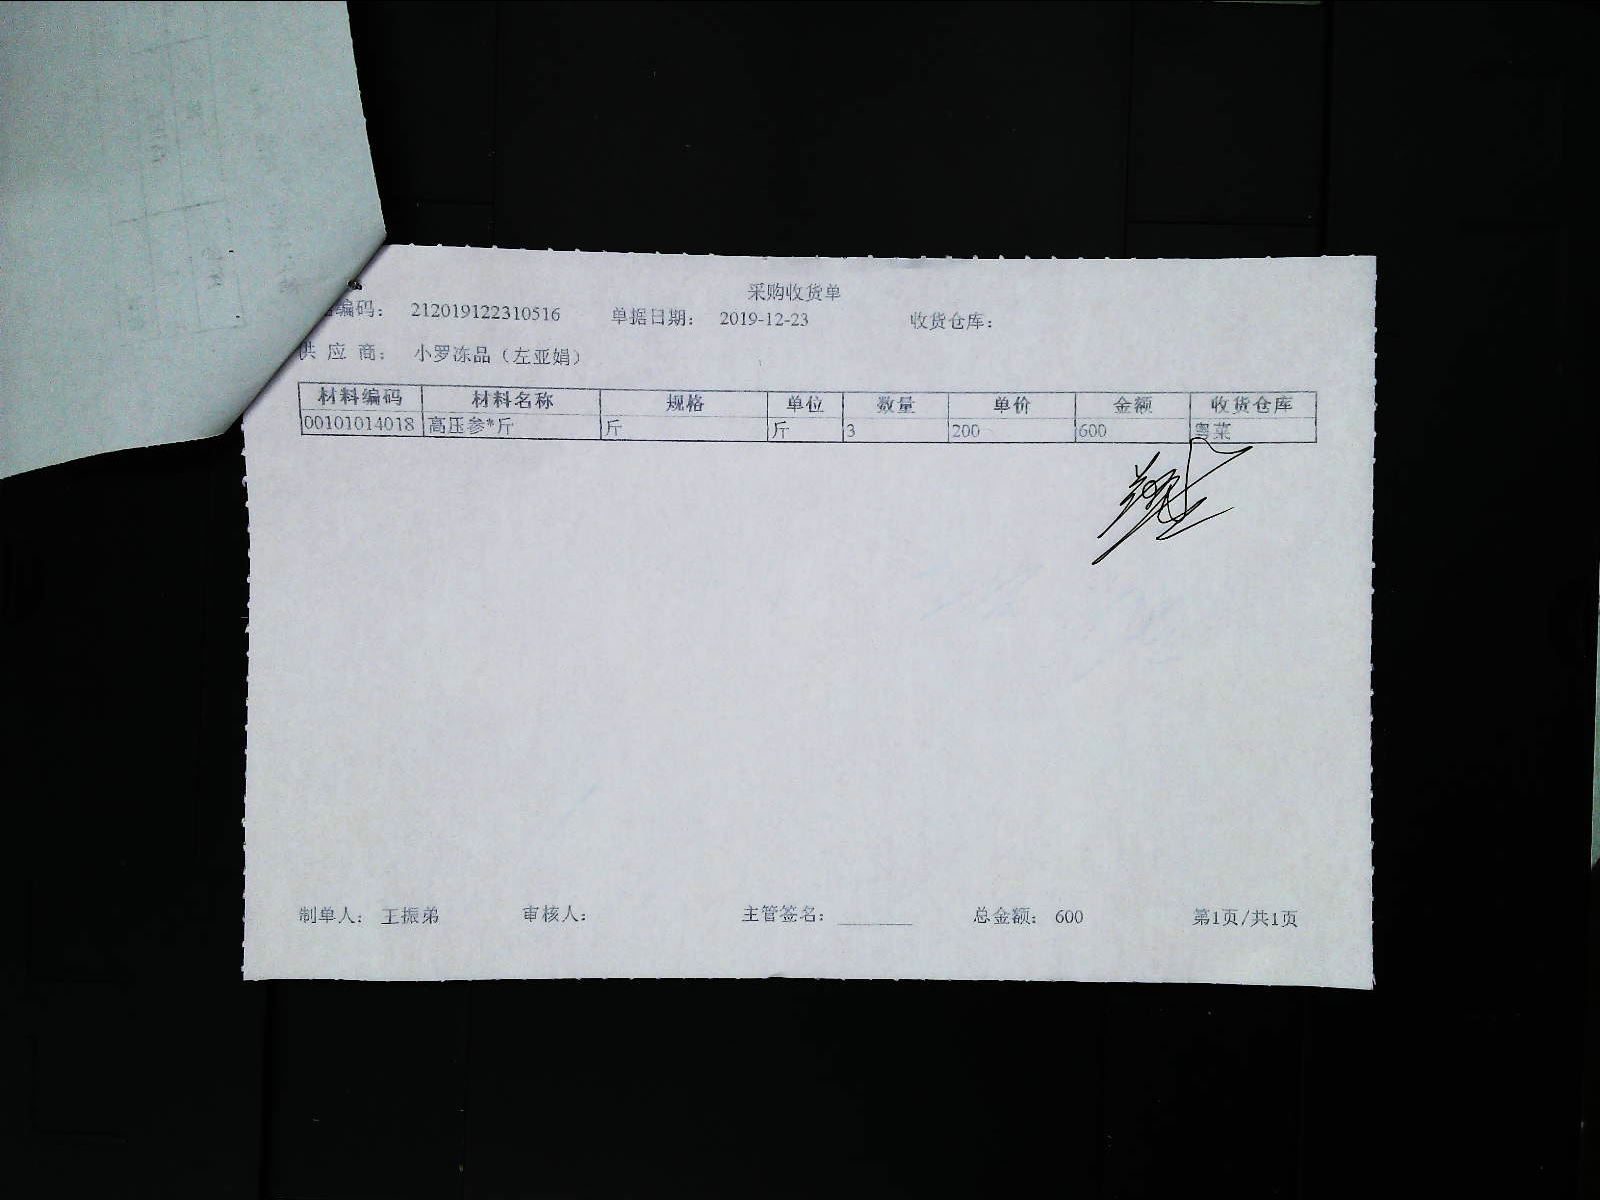 采购收货单
编码： 212019122310516 单据日期： 2019-12-23 收货仓库：
供 应 商： 小罗冻品（左亚娟）
材料编码 材料名称 规格 单位 数量 单价 金额 收货仓库
00101014018 高压参*斤 斤 斤 3 200 600 粤菜
制单人： 王振弟 审核人： 主管签名： 总金额： 600 第1页/共1页